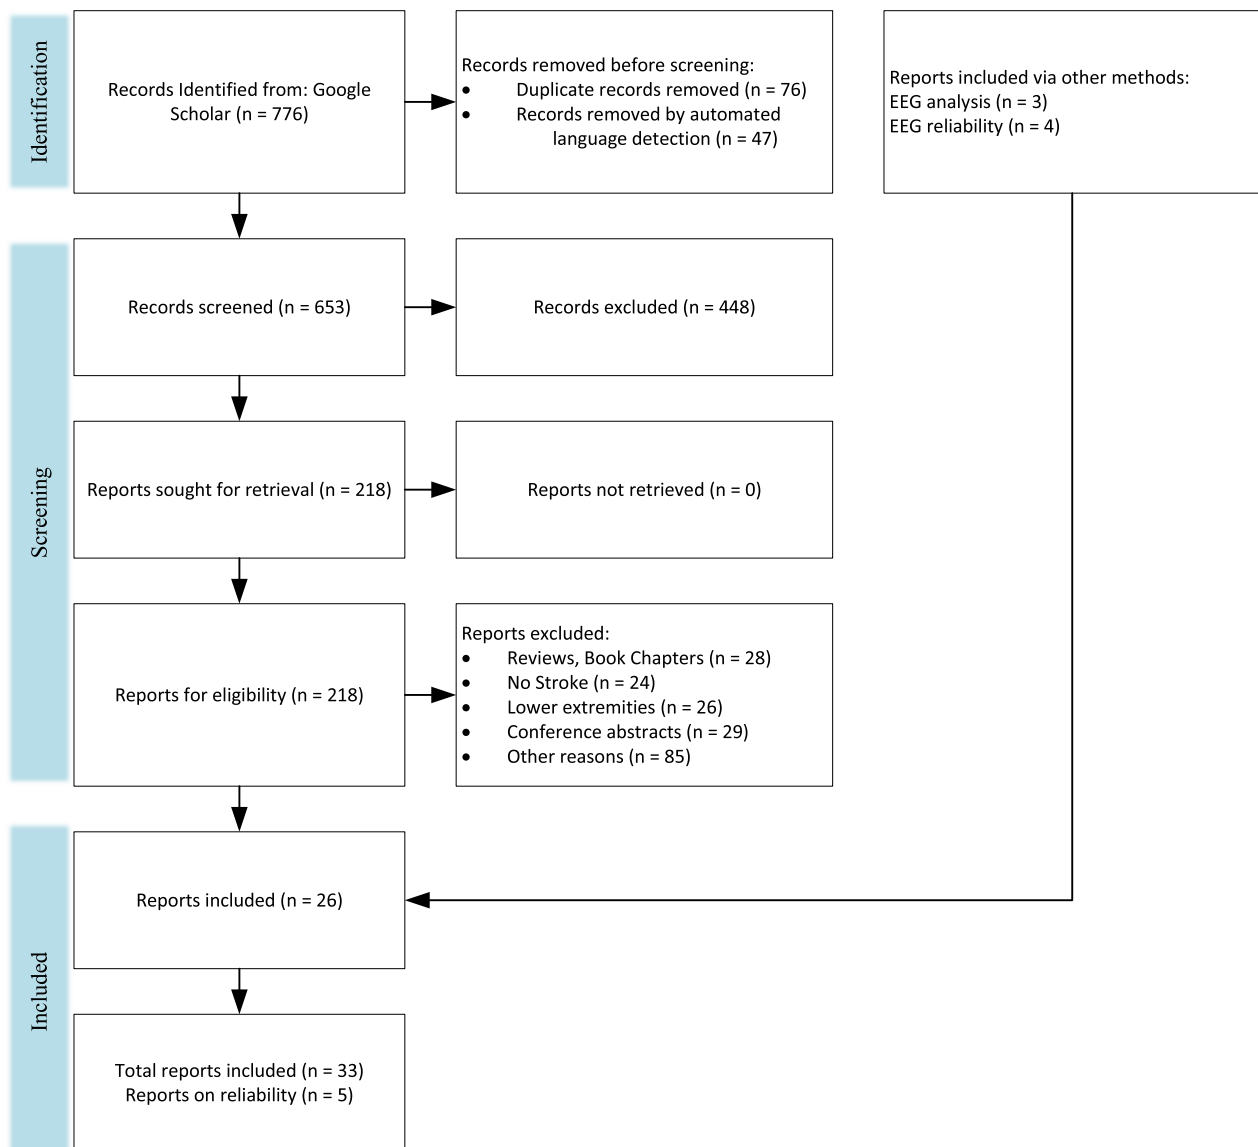 Identification
Records Identified from: Google
Scholar (n = 776)
Records removed before screening:
• Duplicate records removed (n = 76)
• Records removed by automated
language detection (n = 47)
Reports included via other methods:
EEG analysis (n = 3)
EEG reliability (n = 4)
Screening
Records screened (n = 653)
Records excluded (n = 448)
Reports sought for retrieval (n = 218)
Reports not retrieved (n = 0)
Reports for eligibility (n = 218)
Reports excluded:
• Reviews, Book Chapters (n = 28)
• No Stroke (n = 24)
• Lower extremities (n = 26)
• Conference abstracts (n = 29)
• Other reasons (n = 85)
Included
Reports included (n = 26)
Total reports included (n = 33)
Reports on reliability (n = 5)